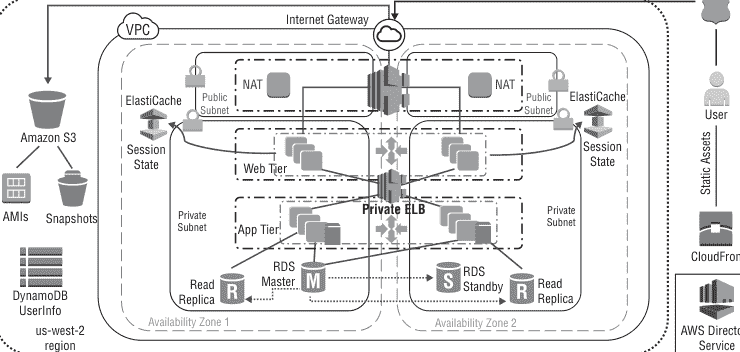 VPC
Internet Gateway
NAT
NAT
ElastiCache
Public
Subnet
Public
Subnet
ElastiCache
Session
State
Session
State
Amazon S3
User
Web Tier
Static Assets
AMIs
Snapshots
Private ELB
Private
Subnet
Private
Subnet
App Tier
CloudFron
DynamoDB
UserInfo
Read
Replica
R
RDS
Master
M
S
RDS
Standby
R
Read
Replica
us-west-2
region
Availability Zone 1
Availability Zone 2
AWS Direct
Service